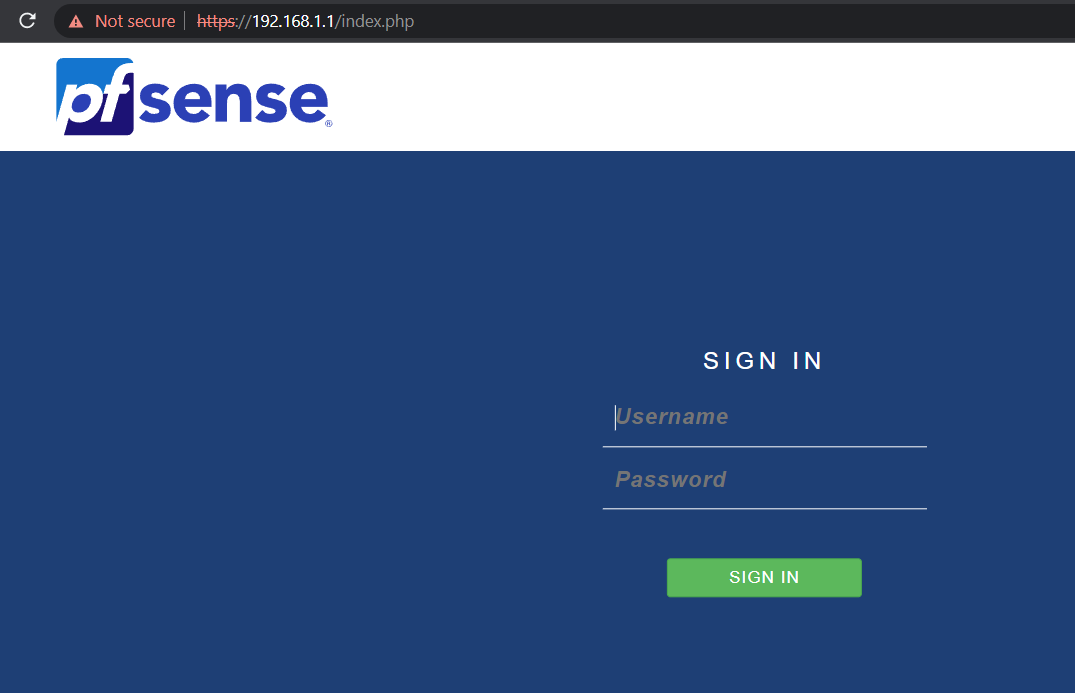 Not secure https://192.168.1.1/index.php
pfsense®
SIGN IN
Username
Password
SIGN IN